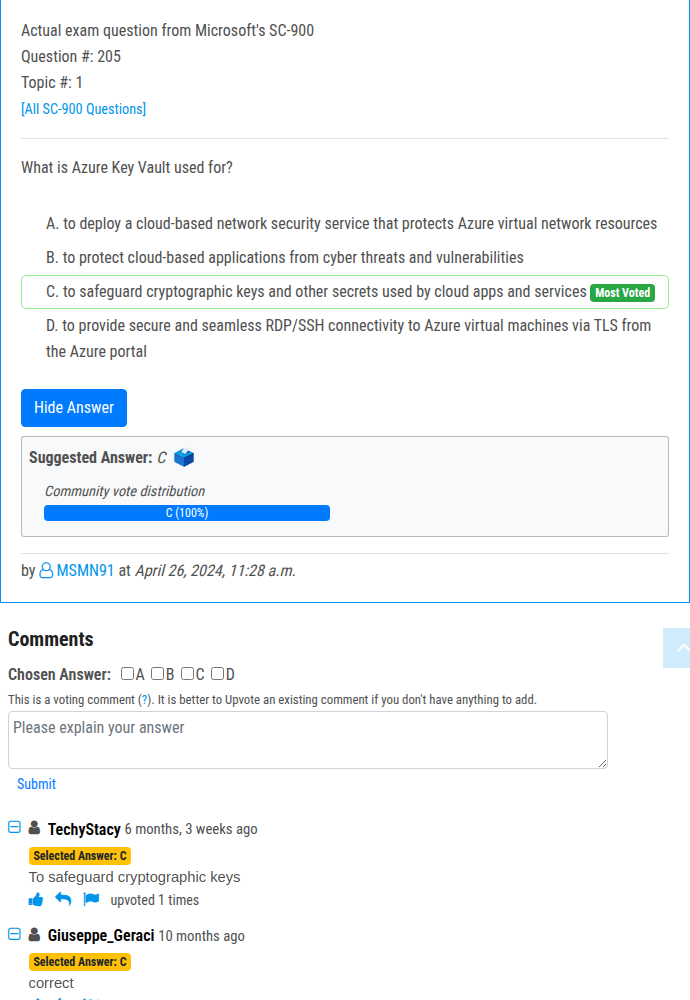 Actual exam question from Microsoft's SC-900
Question #: 205
Topic #: 1
[All SC-900 Questions]
What is Azure Key Vault used for?
A. to deploy a cloud-based network security service that protects Azure virtual network resources
B. to protect cloud-based applications from cyber threats and vulnerabilities
C. to safeguard cryptographic keys and other secrets used by cloud apps and services Most Voted
D. to provide secure and seamless RDP/SSH connectivity to Azure virtual machines via TLS from
the Azure portal
Hide Answer
Suggested Answer: C
Community vote distribution
C (100%)
by MSMN91 at April 26, 2024, 11:28 a.m.
Comments
Chosen Answer: A B C D
This is a voting comment (?). It is better to Upvote an existing comment if you don't have anything to add.
Please explain your answer
Submit
TechyStacy 6 months, 3 weeks ago
Selected Answer: C
To safeguard cryptographic keys
upvoted 1 times
Giuseppe_Geraci 10 months ago
Selected Answer: C
correct